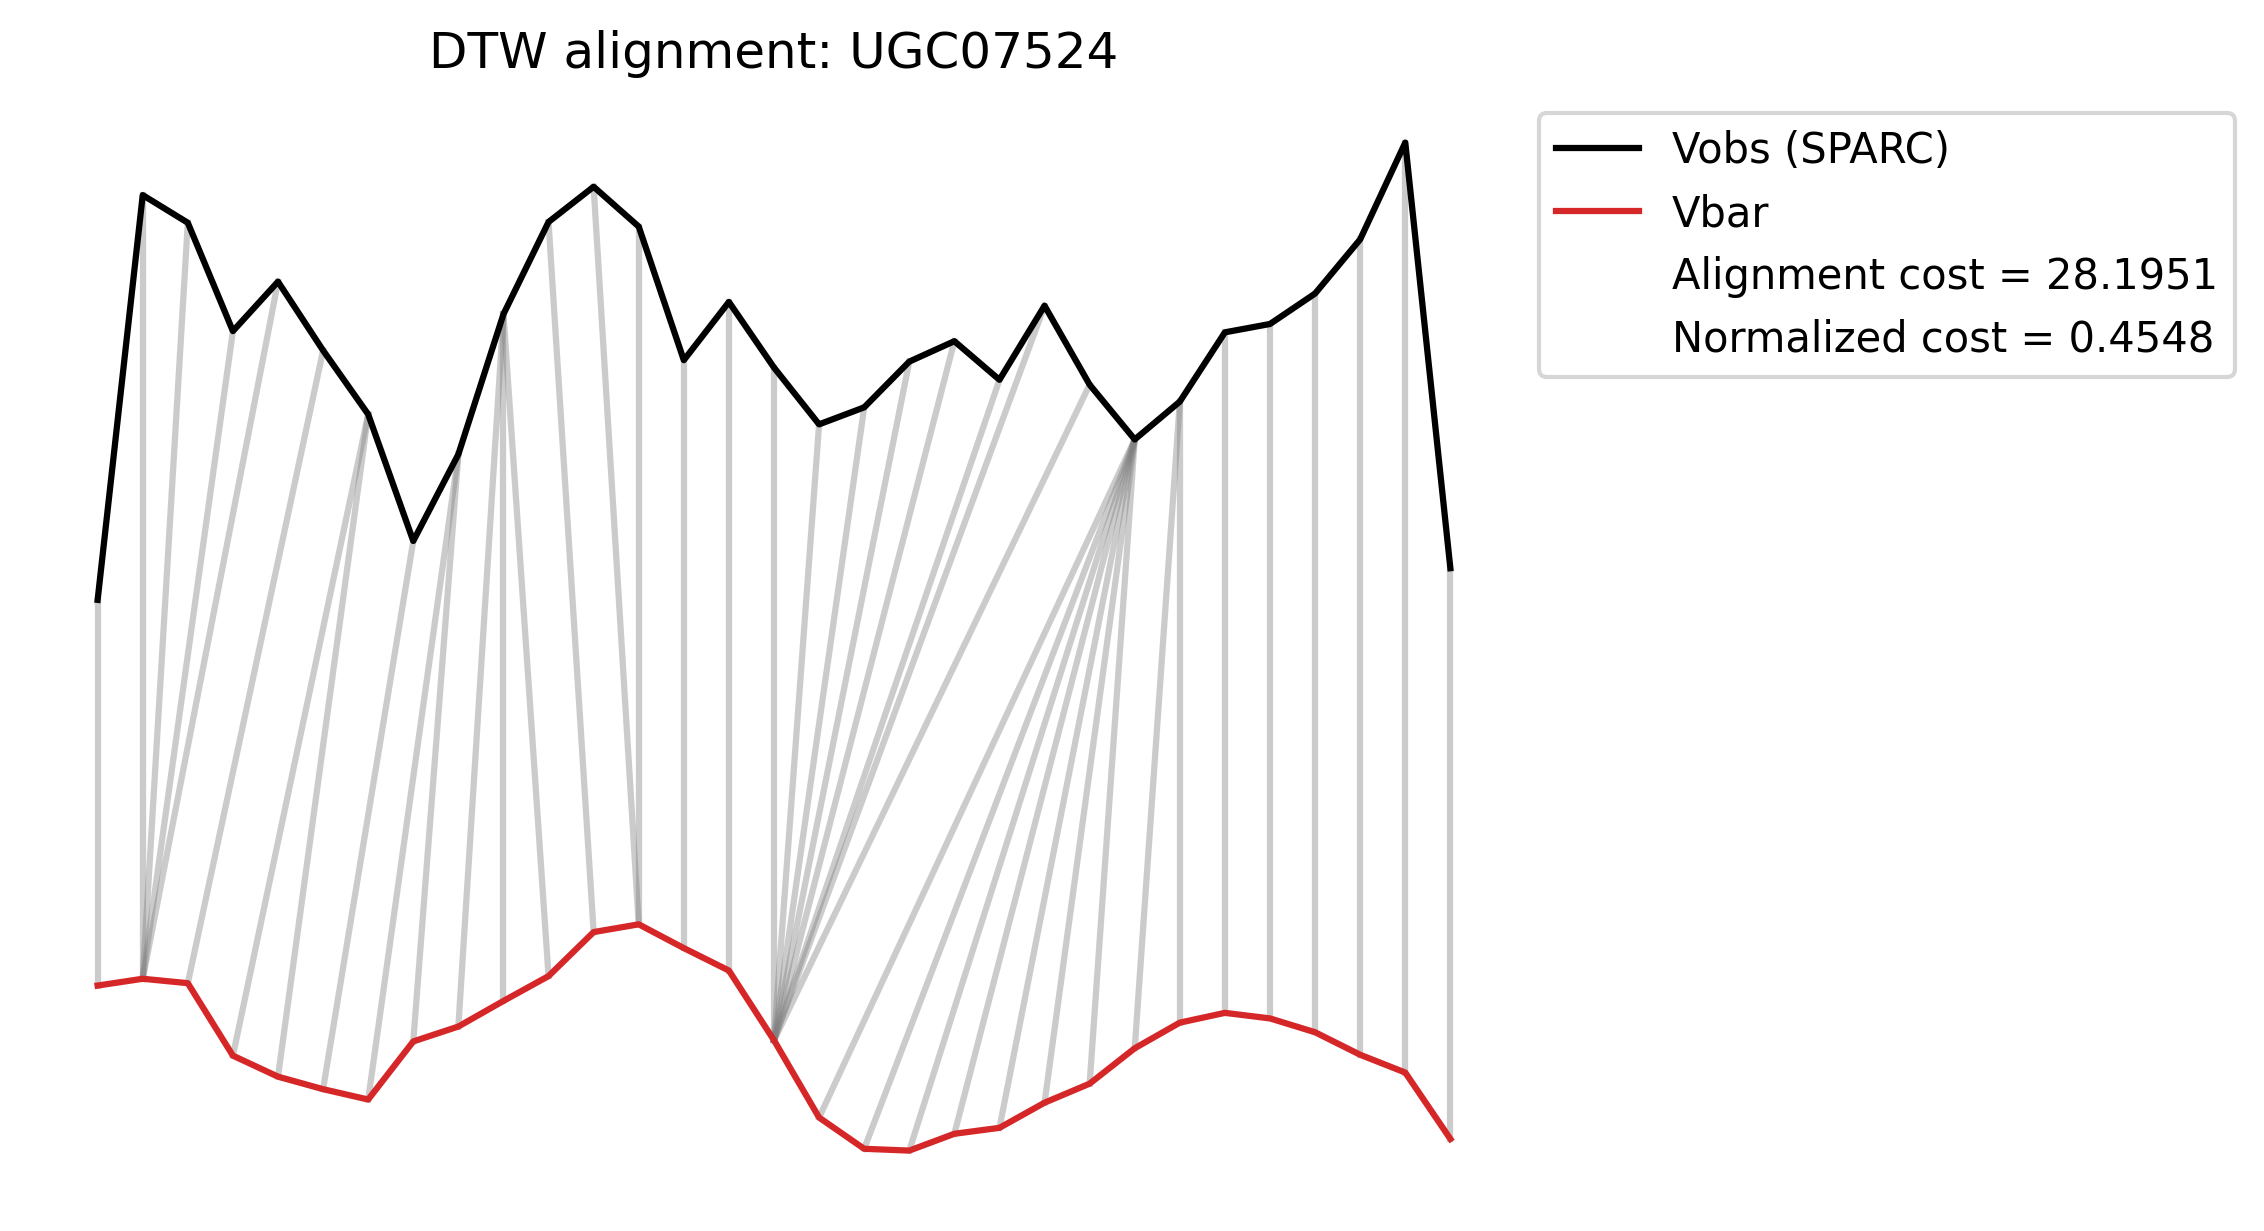 DTW alignment: UGC07524
Vobs (SPARC)
Vbar
Alignment cost = 28.1951
Normalized cost = 0.4548